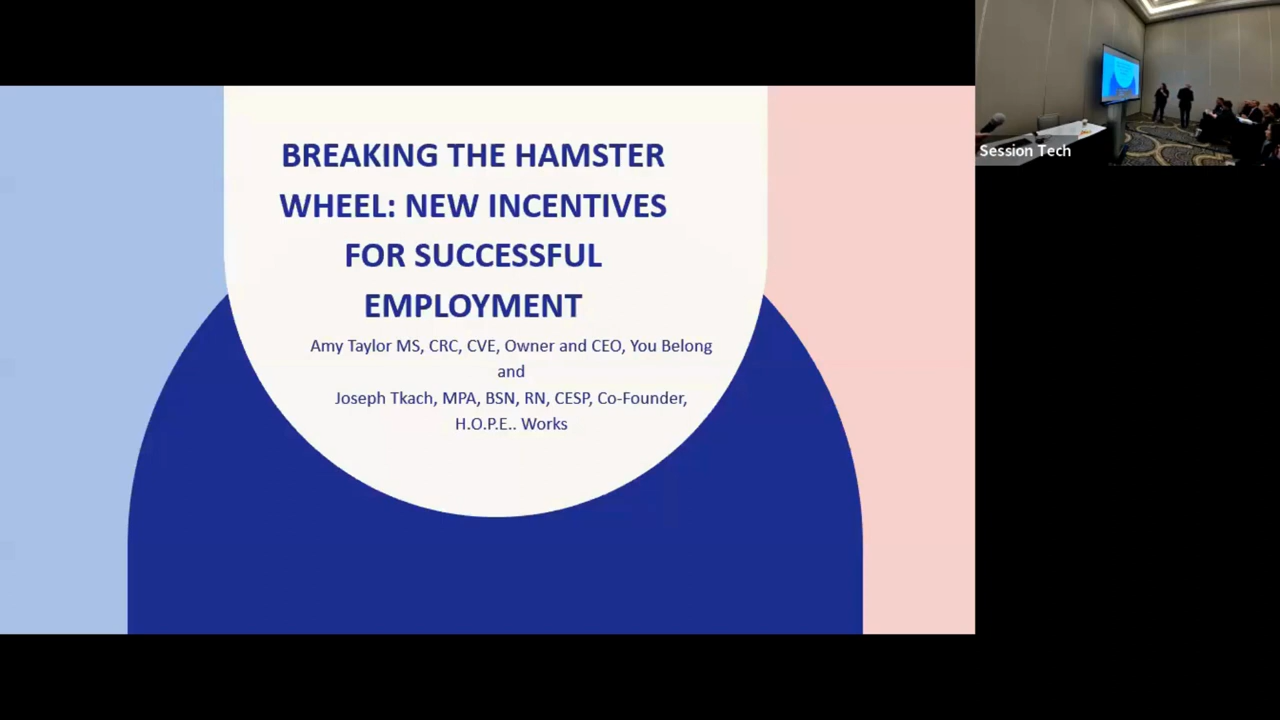 BREAKING THE HAMSTER
WHEEL: NEW INCENTIVES
FOR SUCCESSFUL
EMPLOYMENT
Amy Taylor MS, CRC, CVE, Owner and CEO, You Belong
and
Joseph Tkach, MPA, BSN, RN, CESP, Co-Founder,
H.O.P.E.. Works
Session Tech